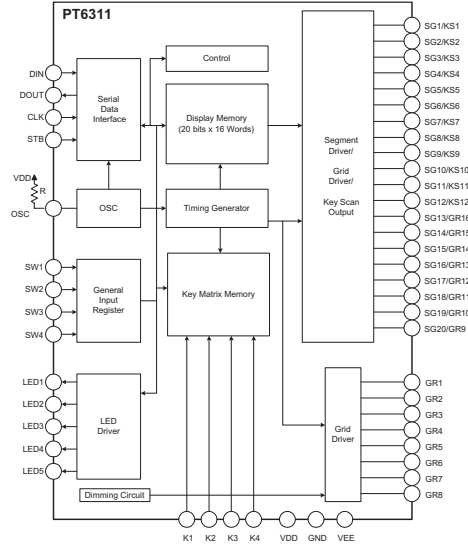 PT6311
DIN
DOUT
CLK
STB
VDD
R
OSC
SW1
SW2
SW3
SW4
LED1
LED2
LED3
LED4
LED5
Serial
Data
Interface
OSC
General
Input
Register
LED
Driver
Dimming Circuit
Control
Display Memory
(20 bits x 16 Words)
Timing Generator
Key Matrix Memory
Segment
Driver/
Grid
Driver/
Key Scan
Output
Grid
Driver
SG1/KS1
SG2/KS2
SG3/KS3
SG4/KS4
SG5/KS5
SG6/KS6
SG7/KS7
SG8/KS8
SG9/KS9
SG10/KS10
SG11/KS11
SG12/KS12
SG13/GR16
SG14/GR15
SG15/GR14
SG16/GR13
SG17/GR12
SG18/GR11
SG19/GR10
SG20/GR9
GR1
GR2
GR3
GR4
GR5
GR6
GR7
GR8
K1 K2 K3 K4 VDD GND VEE